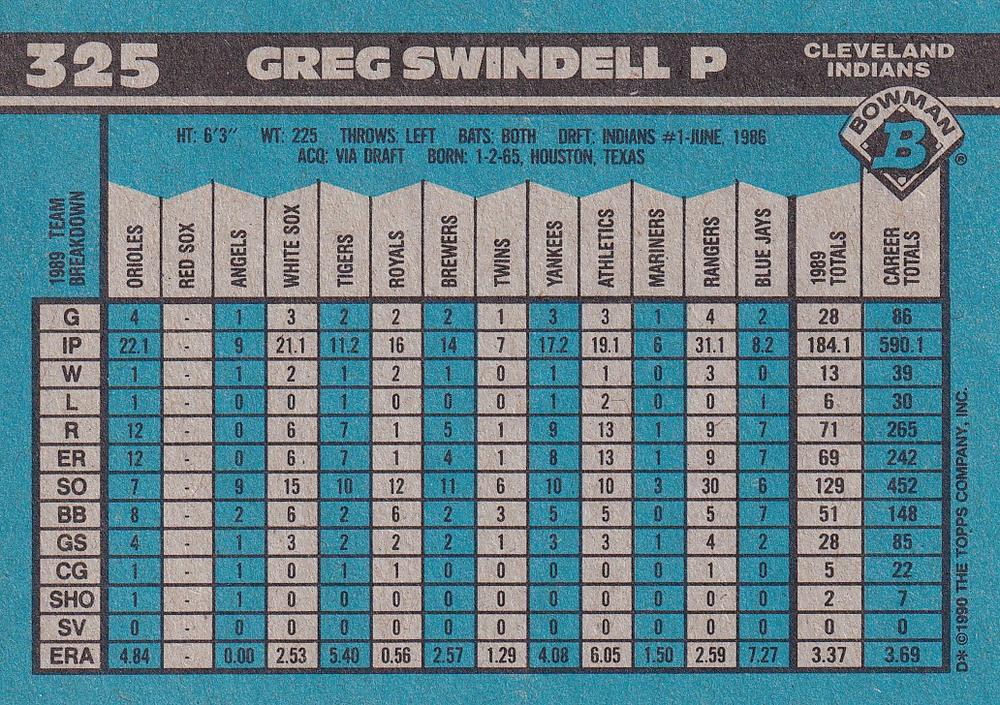 325 GREG SWINDELL P CLEVELAND INDIANS
BOWMAN B ®
HT: 6'3" WT: 225 THROWS: LEFT BATS: BOTH DRFT: INDIANS #1-JUNE, 1986
ACQ: VIA DRAFT BORN: 1-2-65, HOUSTON, TEXAS
1989 TEAM BREAKDOWN ORIOLES RED SOX ANGELS WHITE SOX TIGERS ROYALS BREWERS TWINS YANKEES ATHLETICS MARINERS RANGERS BLUE JAYS 1989 TOTALS CAREER TOTALS
G 4 - 1 3 2 2 2 1 3 3 1 4 2 28 86
IP 22.1 - 9 21.1 11.2 16 14 7 17.2 19.1 6 31.1 8.2 184.1 590.1
W 1 - 1 2 1 2 1 0 1 1 0 3 0 13 39
L 1 - 0 0 1 0 0 0 1 2 0 0 1 6 30
R 12 - 0 6 7 1 5 1 9 13 1 9 7 71 265
ER 12 - 0 6 7 1 4 1 8 13 1 9 7 69 242
SO 7 - 9 15 10 12 11 6 10 10 3 30 6 129 452
BB 8 - 2 6 2 6 2 3 5 5 0 5 7 51 148
GS 4 - 1 3 2 2 2 1 3 3 1 4 2 28 85
CG 1 - 1 0 1 1 0 0 0 0 0 1 0 5 22
SHO 1 - 1 0 0 0 0 0 0 0 0 0 0 2 7
SV 0 - 0 0 0 0 0 0 0 0 0 0 0 0 0
ERA 4.84 - 0.00 2.53 5.40 0.56 2.57 1.29 4.08 6.05 1.50 2.59 7.27 3.37 3.69
D* ©1990 THE TOPPS COMPANY, INC.